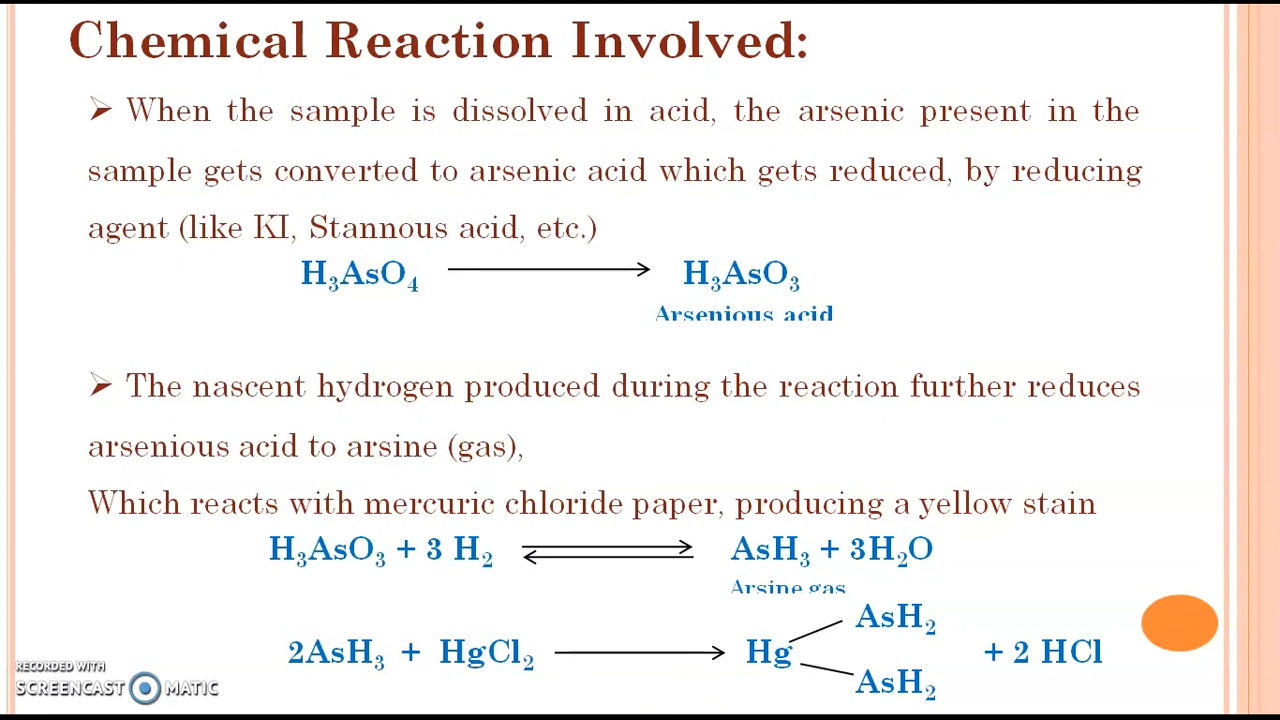 Chemical Reaction Involved:
➢ When the sample is dissolved in acid, the arsenic present in the
sample gets converted to arsenic acid which gets reduced, by reducing
agent (like KI, Stannous acid, etc.)
H₃AsO₄ ⟶ H₃AsO₃
Arsenious acid
➢ The nascent hydrogen produced during the reaction further reduces
arsenious acid to arsine (gas),
Which reacts with mercuric chloride paper, producing a yellow stain
H₃AsO₃ + 3 H₂ ⇌ AsH₃ + 3H₂O
Arsine gas
AsH₂
2AsH₃ + HgCl₂ ⟶ Hg + 2 HCl
AsH₂
RECORDED WITH
SCREENCAST MATIC